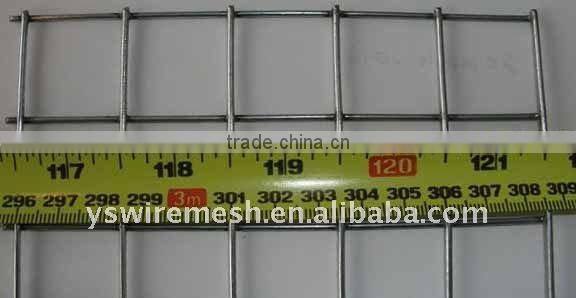 trade.china.cn
117 118 119 120 121
296 297 298 299 3m 301 302 303 304 305 306 307 308 309
yswiremesh.en.alibaba.com